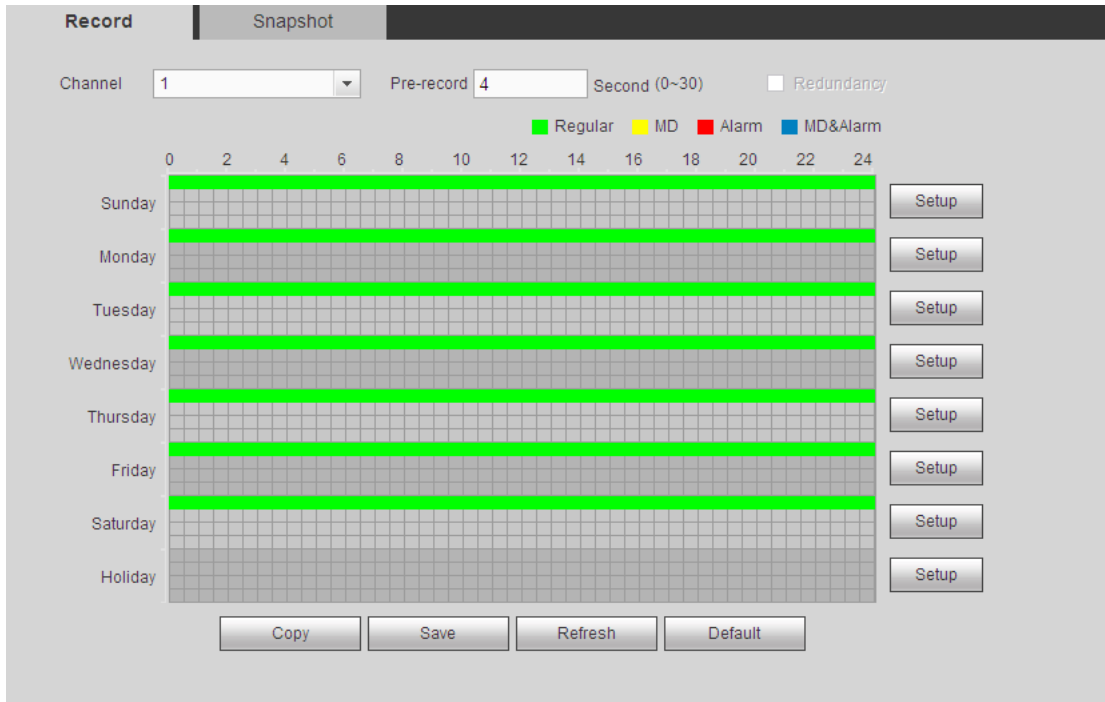 Record Snapshot
Channel 1 Pre-record 4 Second (0~30) Redundancy
Regular MD Alarm MD&Alarm
0 2 4 6 8 10 12 14 16 18 20 22 24
Sunday Setup
Monday Setup
Tuesday Setup
Wednesday Setup
Thursday Setup
Friday Setup
Saturday Setup
Holiday Setup
Copy Save Refresh Default